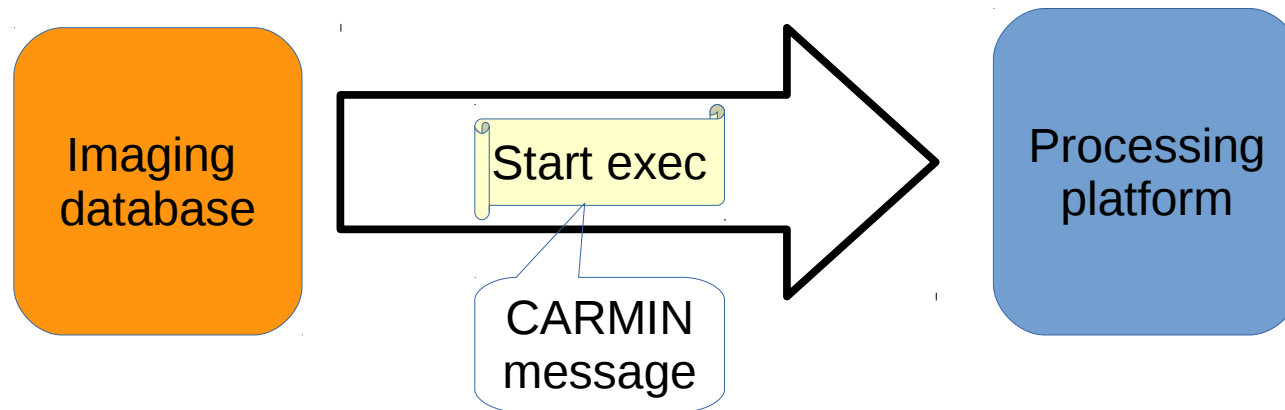 Imaging
database
Start exec
CARMIN
message
Processing
platform